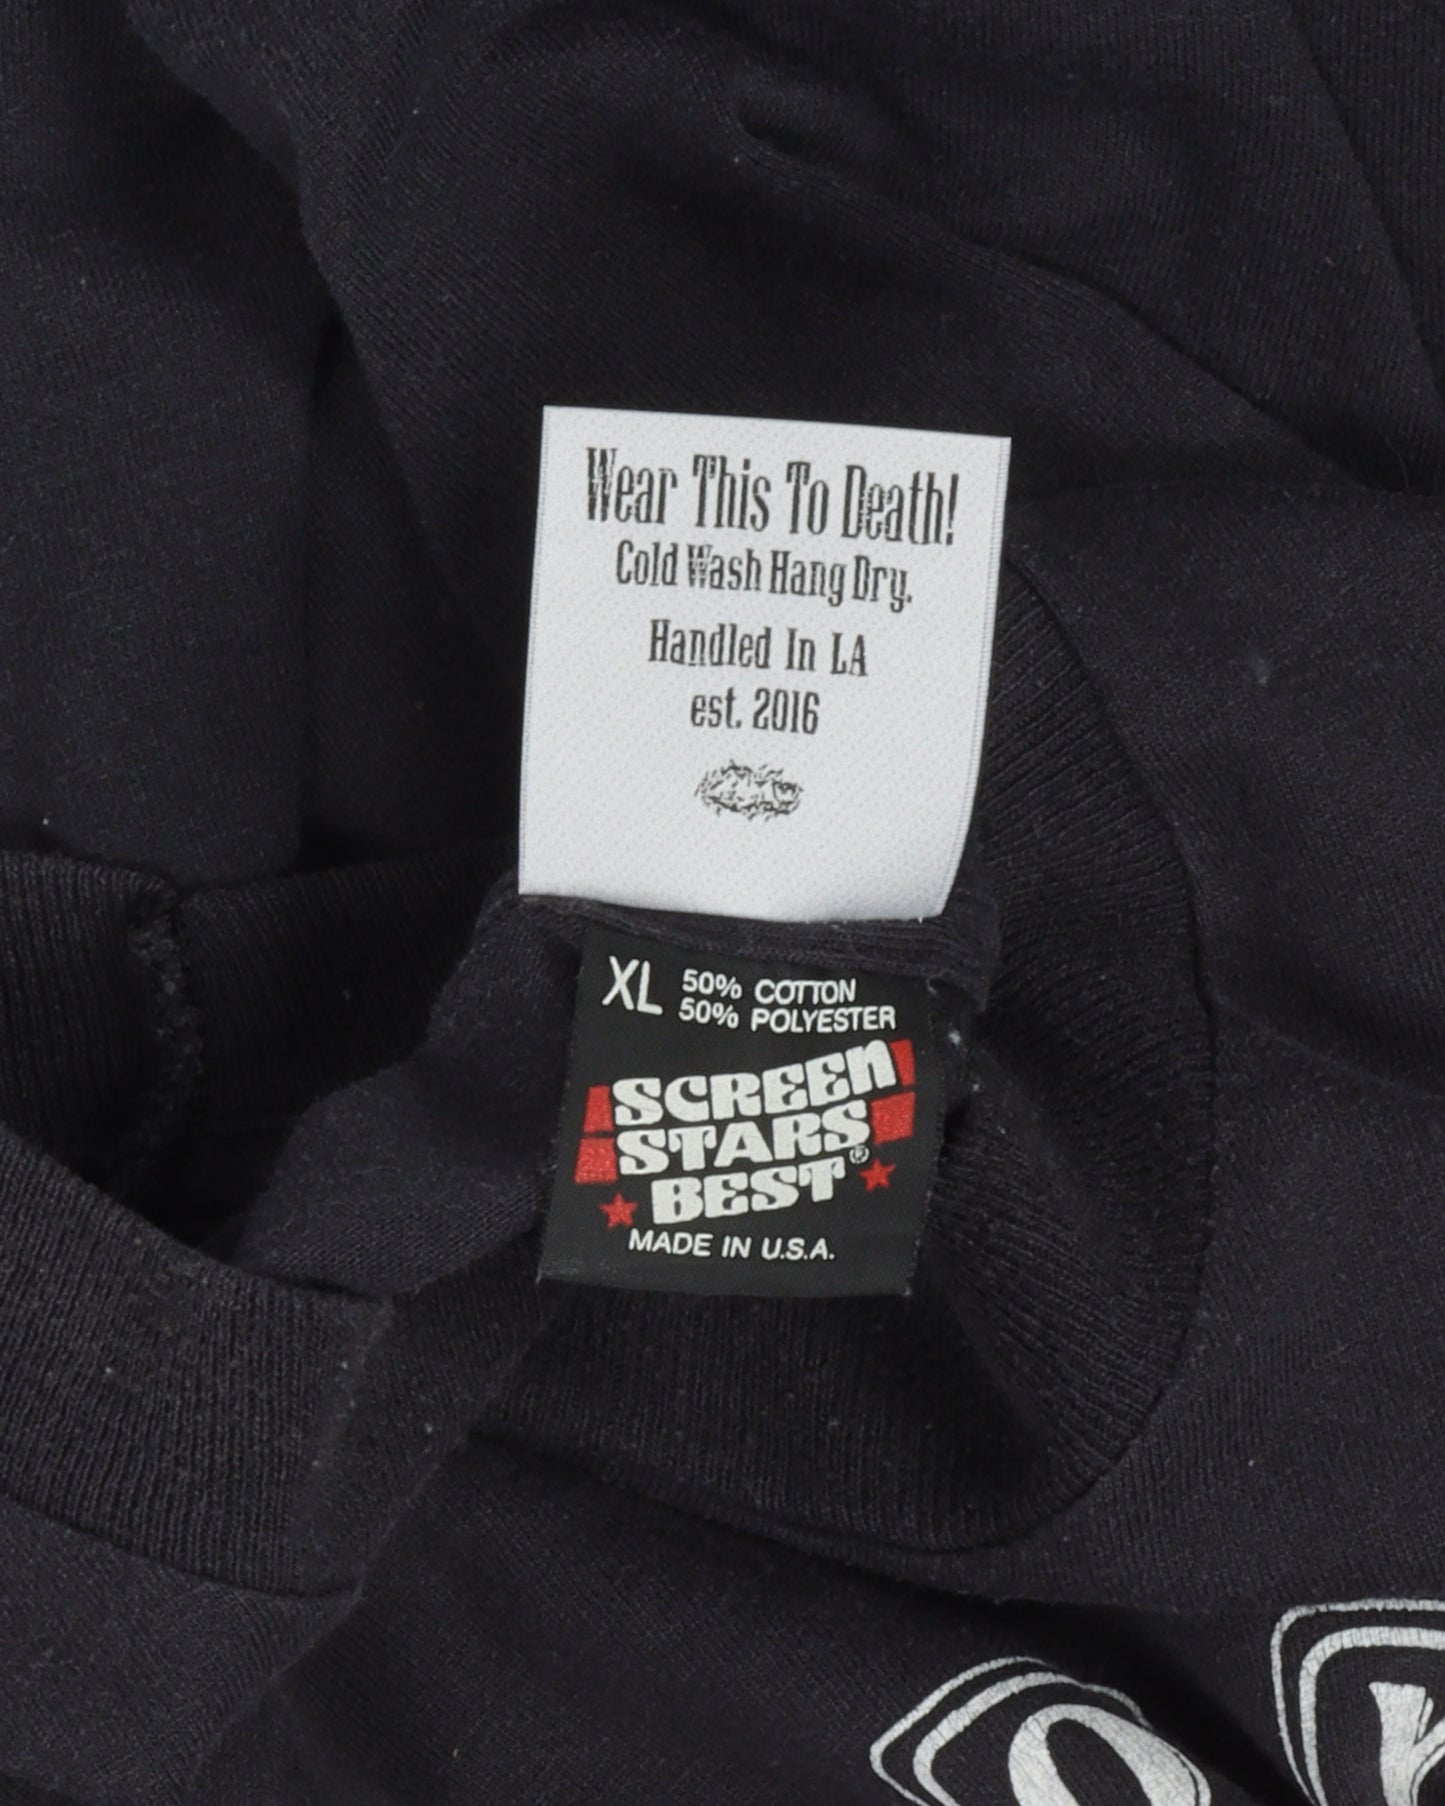 Wear This To Death!
Cold Wash Hang Dry.
Handled In LA
est. 2016
XL 50% COTTON
50% POLYESTER
SCREEN
STARS
BEST®
MADE IN U.S.A.